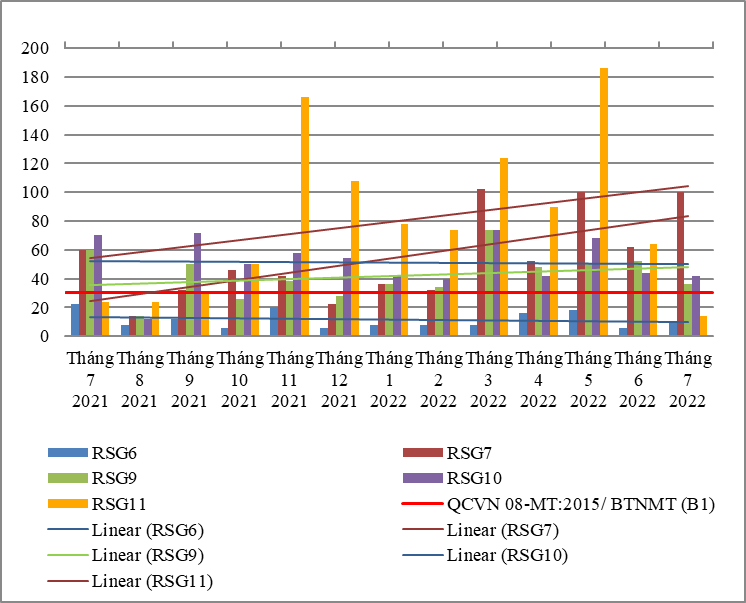 200
180
160
140
120
100
80
60
40
20
0
Tháng Tháng Tháng Tháng Tháng Tháng Tháng Tháng Tháng Tháng Tháng Tháng Tháng
7 8 9 10 11 12 1 2 3 4 5 6 7
2021 2021 2021 2021 2021 2021 2022 2022 2022 2022 2022 2022 2022
RSG6 RSG7
RSG9 RSG10
RSG11 QCVN 08-MT:2015/ BTNMT (B1)
Linear (RSG6) Linear (RSG7)
Linear (RSG9) Linear (RSG10)
Linear (RSG11)